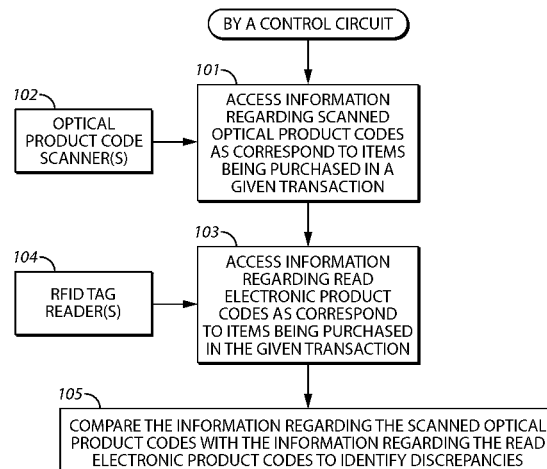 BY A CONTROL CIRCUIT
101
ACCESS INFORMATION
REGARDING SCANNED
OPTICAL PRODUCT CODES
AS CORRESPOND TO ITEMS
BEING PURCHASED IN A
GIVEN TRANSACTION
102
OPTICAL
PRODUCT CODE
SCANNER(S)
103
ACCESS INFORMATION
REGARDING READ
ELECTRONIC PRODUCT
CODES AS CORRESPOND
TO ITEMS BEING PURCHASED
IN THE GIVEN TRANSACTION
104
RFID TAG
READER(S)
105
COMPARE THE INFORMATION REGARDING THE SCANNED OPTICAL
PRODUCT CODES WITH THE INFORMATION REGARDING THE READ
ELECTRONIC PRODUCT CODES TO IDENTIFY DISCREPANCIES